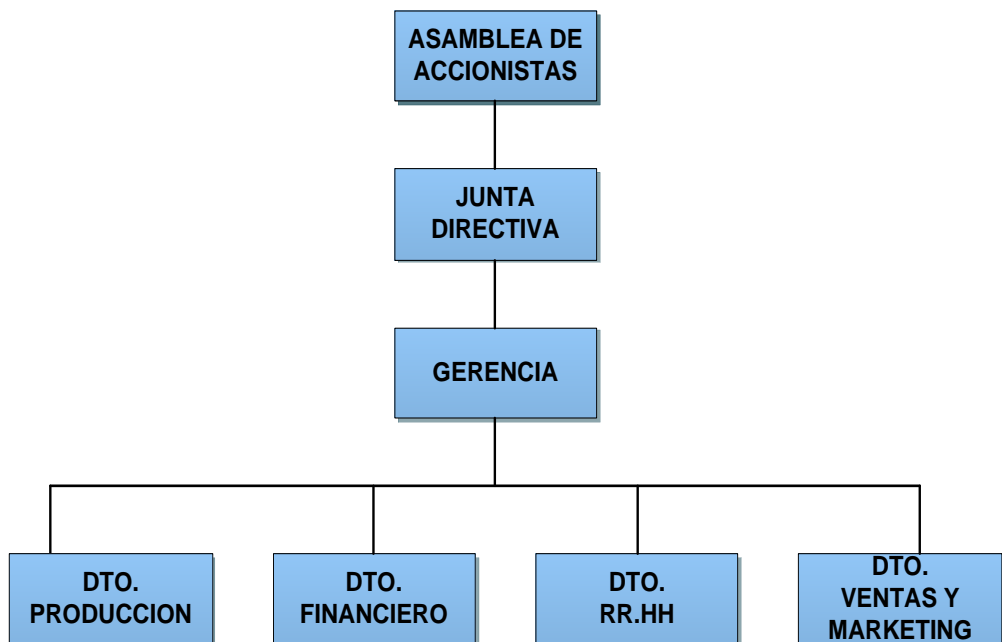 ASAMBLEA DE
ACCIONISTAS
JUNTA
DIRECTIVA
GERENCIA
DTO.
PRODUCCION
DTO.
FINANCIERO
DTO.
RR.HH
DTO.
VENTAS Y
MARKETING